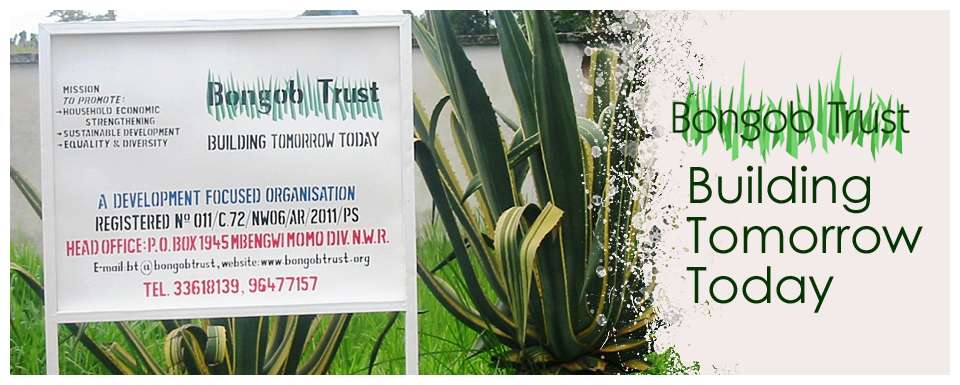 MISSION
TO PROMOTE:
HOUSEHOLD ECONOMIC
STRENGTHENING
SUSTAINABLE DEVELOPMENT
EQUALITY & DIVERSITY
Bongob Trust
BUILDING TOMORROW TODAY
A DEVELOPMENT FOCUSED ORGANISATION
REGISTERED Nº 011/C.72/NW06/AR/2011/PS
HEAD OFFICE: P.O. BOX 1945 MBENGWI MOMO DIV. N.W.R.
E-mail: bt@bongobtrust, website: www.bongobtrust.org
TEL. 33618139, 96477157
Bongob Trust
Building
Tomorrow
Today